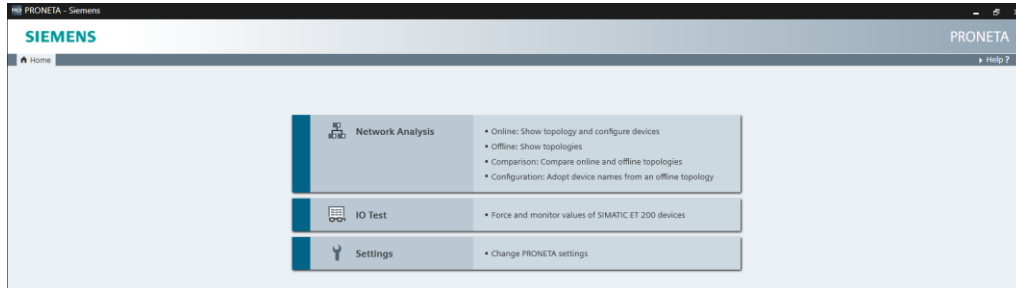 PRONETA - Siemens
SIEMENS
PRONETA
Home
Help ?
Network Analysis
▪ Online: Show topology and configure devices
▪ Offline: Show topologies
▪ Comparison: Compare online and offline topologies
▪ Configuration: Adopt device names from an offline topology
IO Test
▪ Force and monitor values of SIMATIC ET 200 devices
Settings
▪ Change PRONETA settings